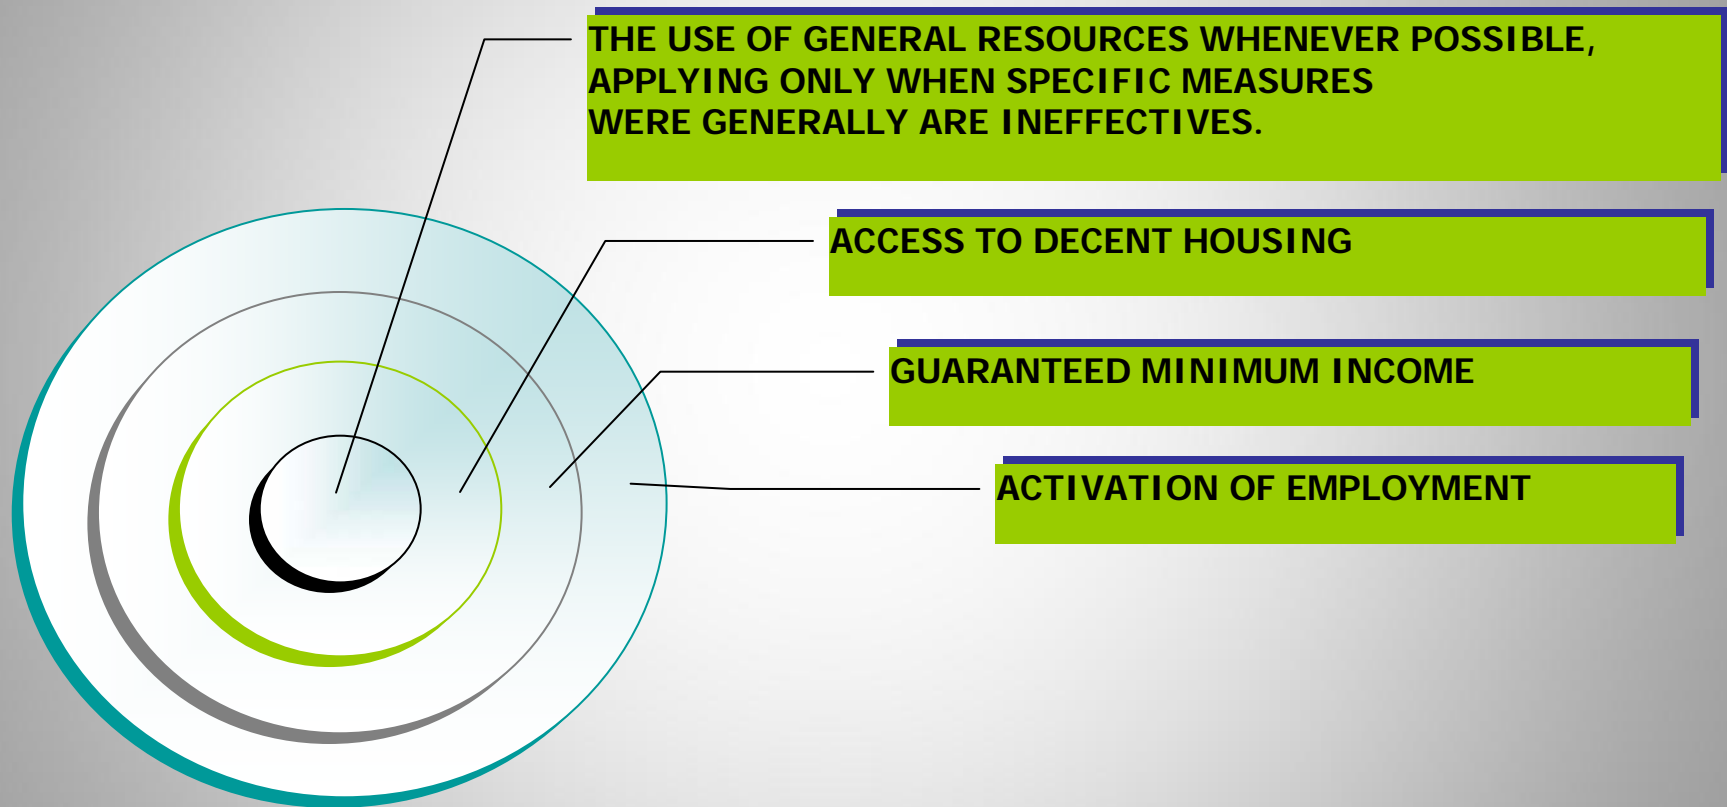 THE USE OF GENERAL RESOURCES WHENEVER POSSIBLE,
APPLYING ONLY WHEN SPECIFIC MEASURES
WERE GENERALLY ARE INEFFECTIVES.
ACCESS TO DECENT HOUSING
GUARANTEED MINIMUM INCOME
ACTIVATION OF EMPLOYMENT